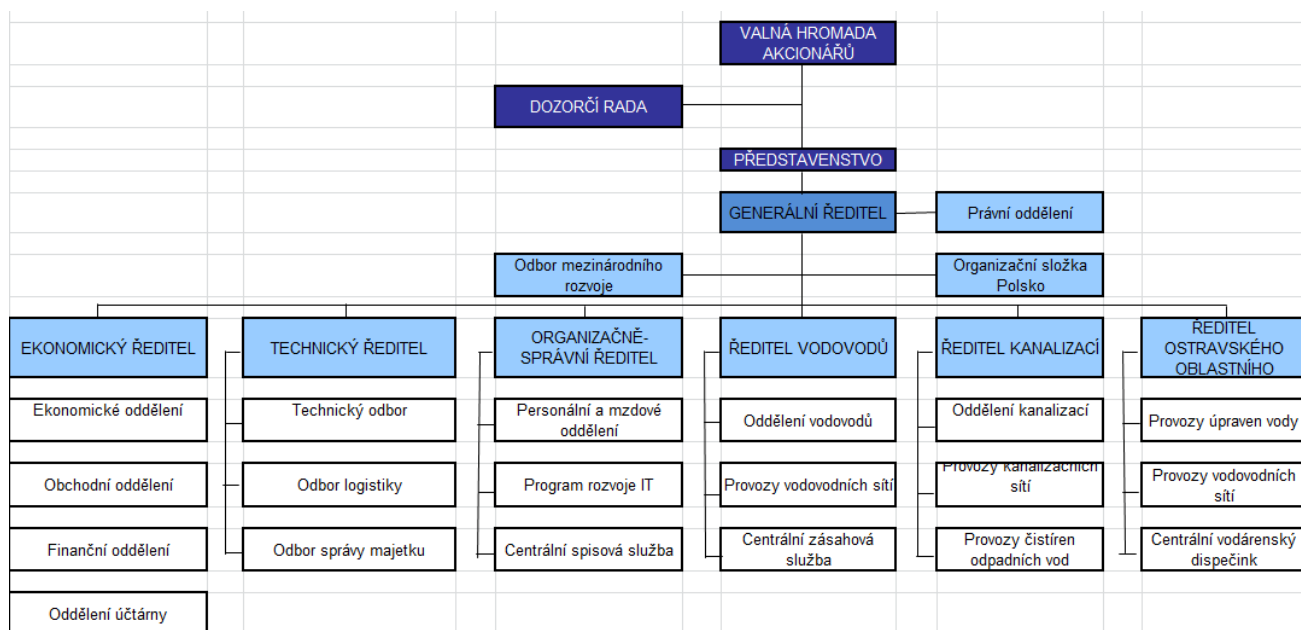 VALNÁ HROMADA
AKCIONÁŘŮ
DOZORČÍ RADA
PŘEDSTAVENSTVO
GENERÁLNÍ ŘEDITEL
Právní oddělení
Odbor mezinárodního
rozvoje
Organizační složka
Polsko
EKONOMICKÝ ŘEDITEL
TECHNICKÝ ŘEDITEL
ORGANIZAČNĚ-
SPRÁVNÍ ŘEDITEL
ŘEDITEL VODOVODŮ
ŘEDITEL KANALIZACÍ
ŘEDITEL
OSTRAVSKÉHO
OBLASTNÍHO
Ekonomické oddělení
Technický odbor
Personální a mzdové
oddělení
Oddělení vodovodů
Oddělení kanalizací
Provozy úpraven vody
Obchodní oddělení
Odbor logistiky
Program rozvoje IT
Provozy vodovodních sítí
Provozy kanalizačních
sítí
Provozy vodovodních
sítí
Finanční oddělení
Odbor správy majetku
Centrální spisová služba
Centrální zásahová
služba
Provozy čistíren
odpadních vod
Centrální vodárenský
dispečink
Oddělení účtárny